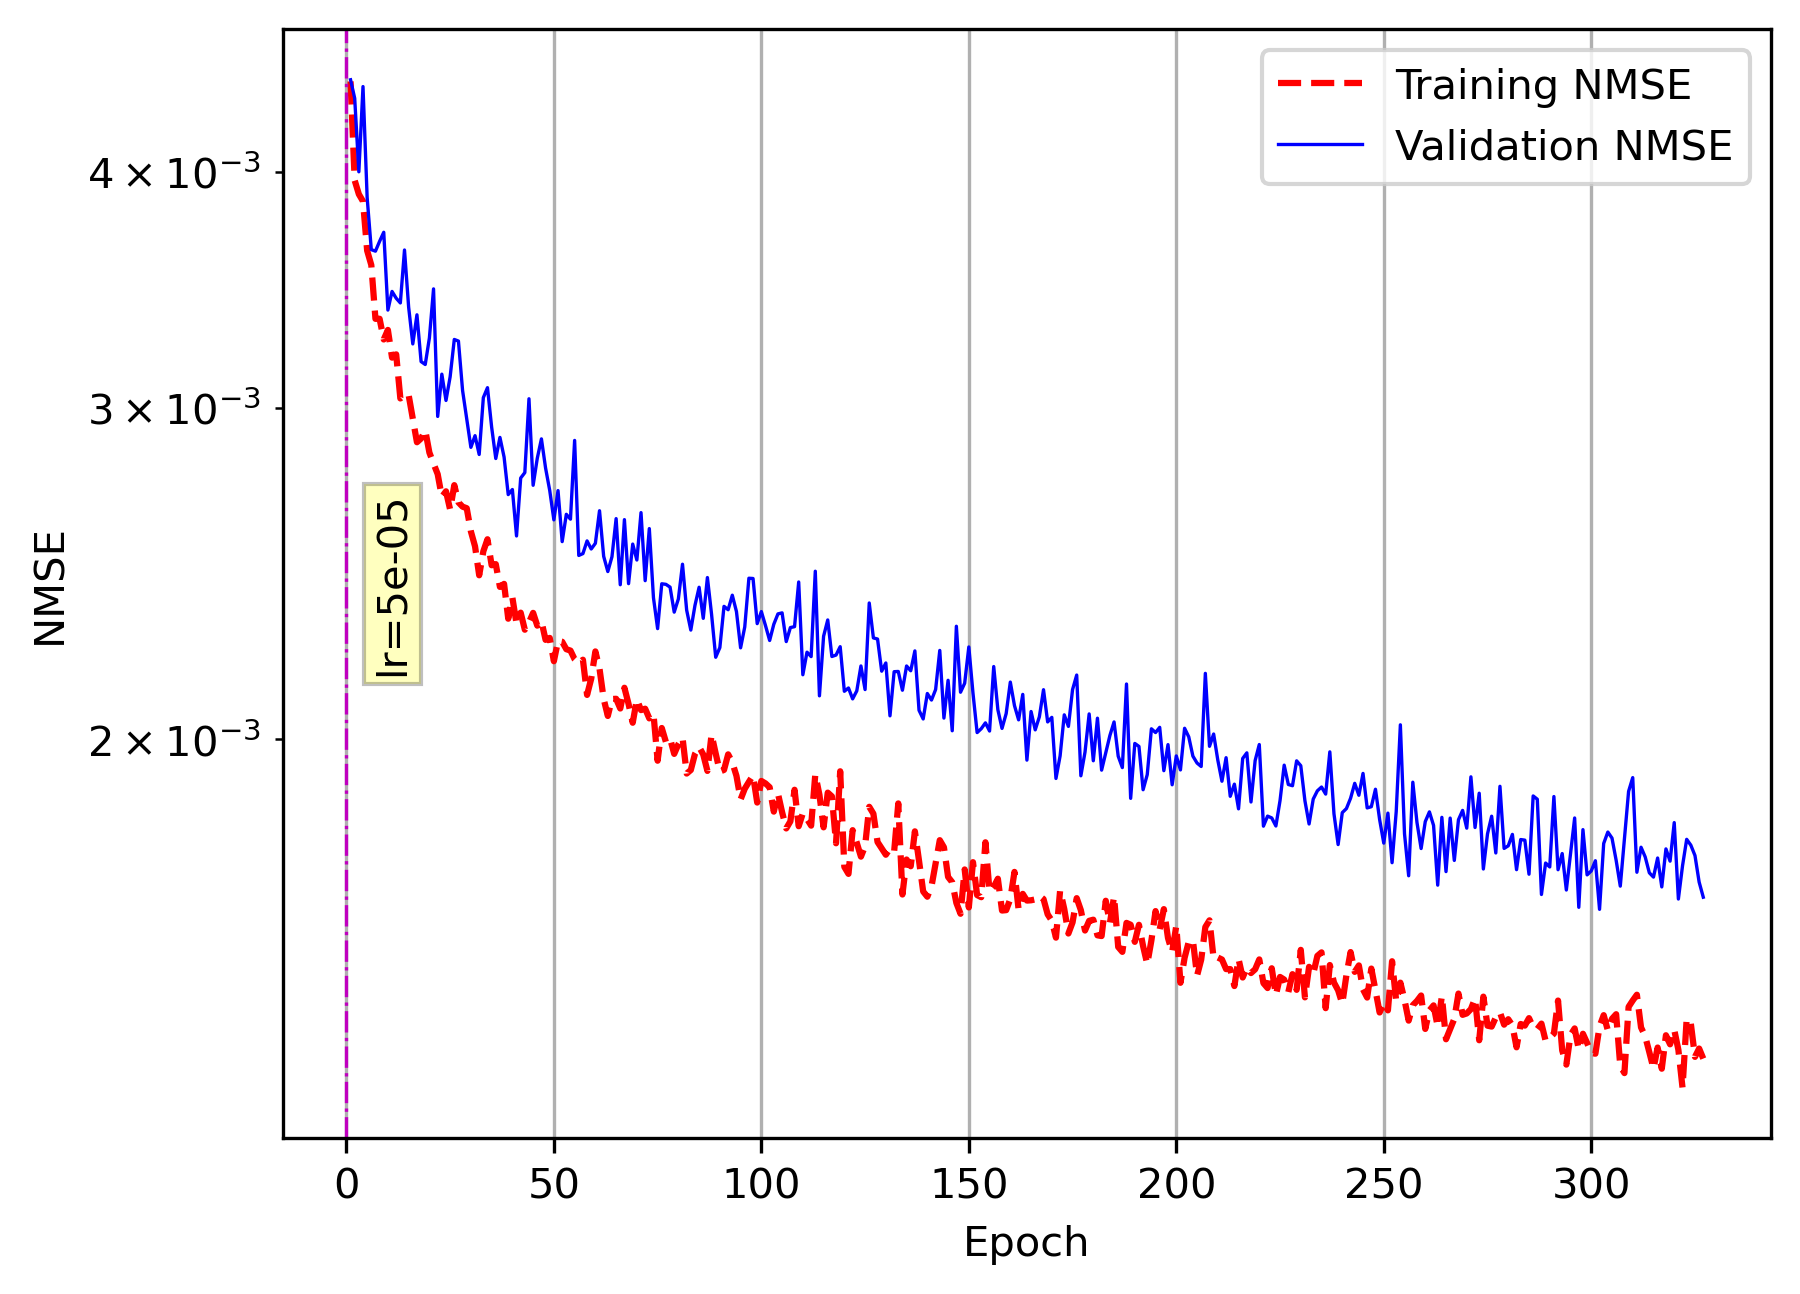 Training NMSE
Validation NMSE
4 × 10⁻³
3 × 10⁻³
2 × 10⁻³
NMSE
lr=5e-05
0 50 100 150 200 250 300
Epoch